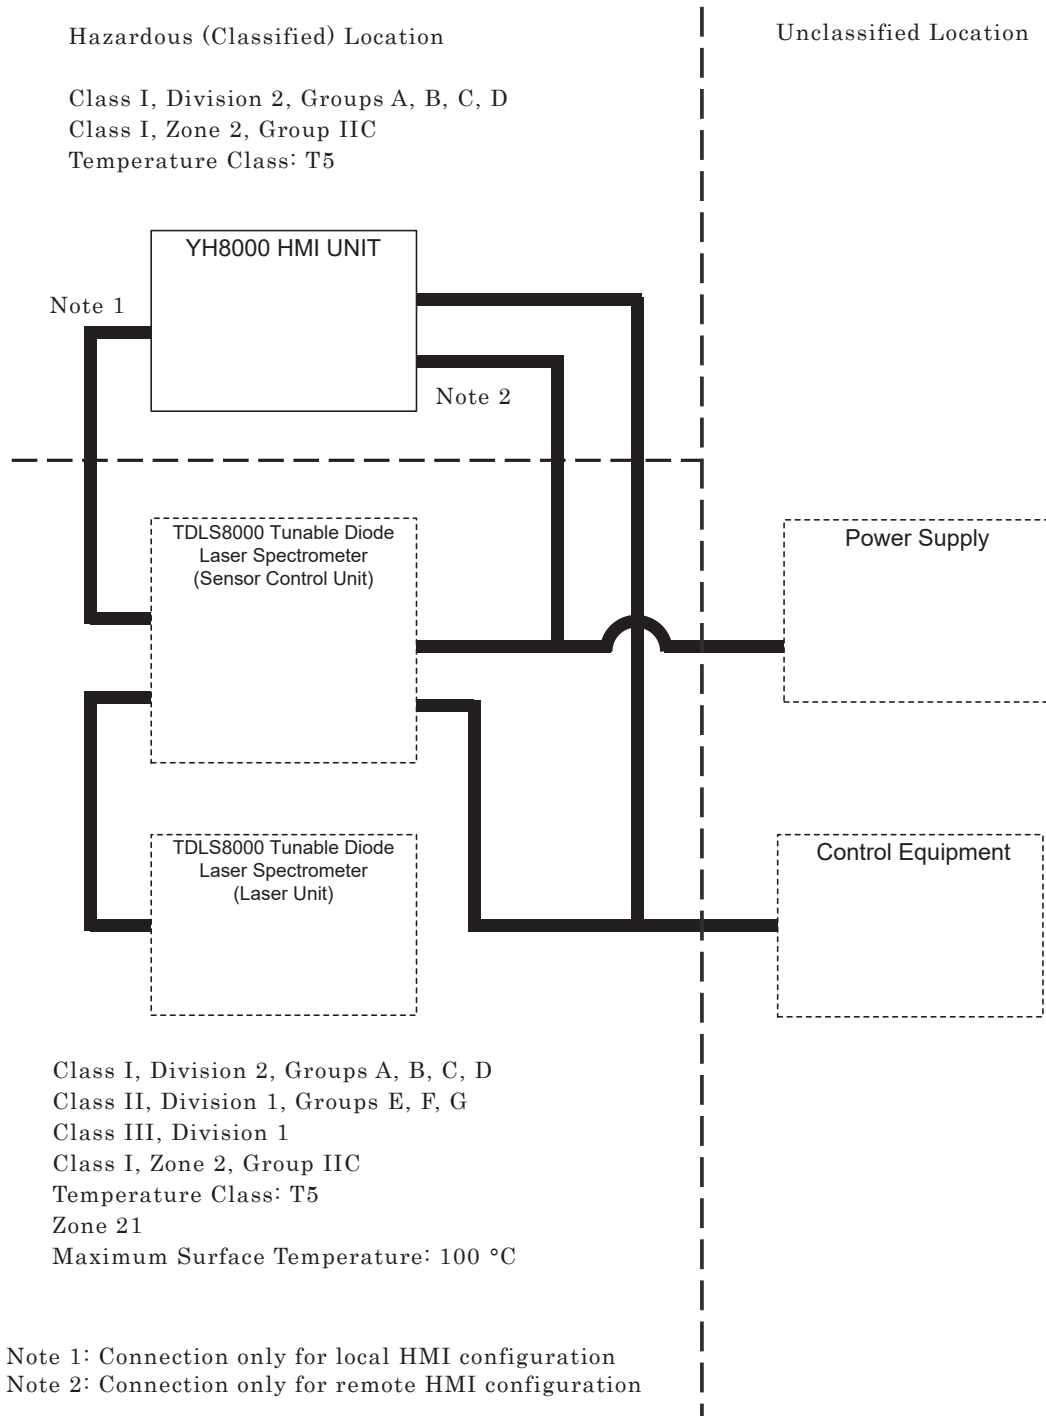 Hazardous (Classified) Location
Unclassified Location
Class I, Division 2, Groups A, B, C, D
Class I, Zone 2, Group IIC
Temperature Class: T5
YH8000 HMI UNIT
Note 1
Note 2
TDLS8000 Tunable Diode
Laser Spectrometer
(Sensor Control Unit)
Power Supply
TDLS8000 Tunable Diode
Laser Spectrometer
(Laser Unit)
Control Equipment
Class I, Division 2, Groups A, B, C, D
Class II, Division 1, Groups E, F, G
Class III, Division 1
Class I, Zone 2, Group IIC
Temperature Class: T5
Zone 21
Maximum Surface Temperature: 100 °C
Note 1: Connection only for local HMI configuration
Note 2: Connection only for remote HMI configuration